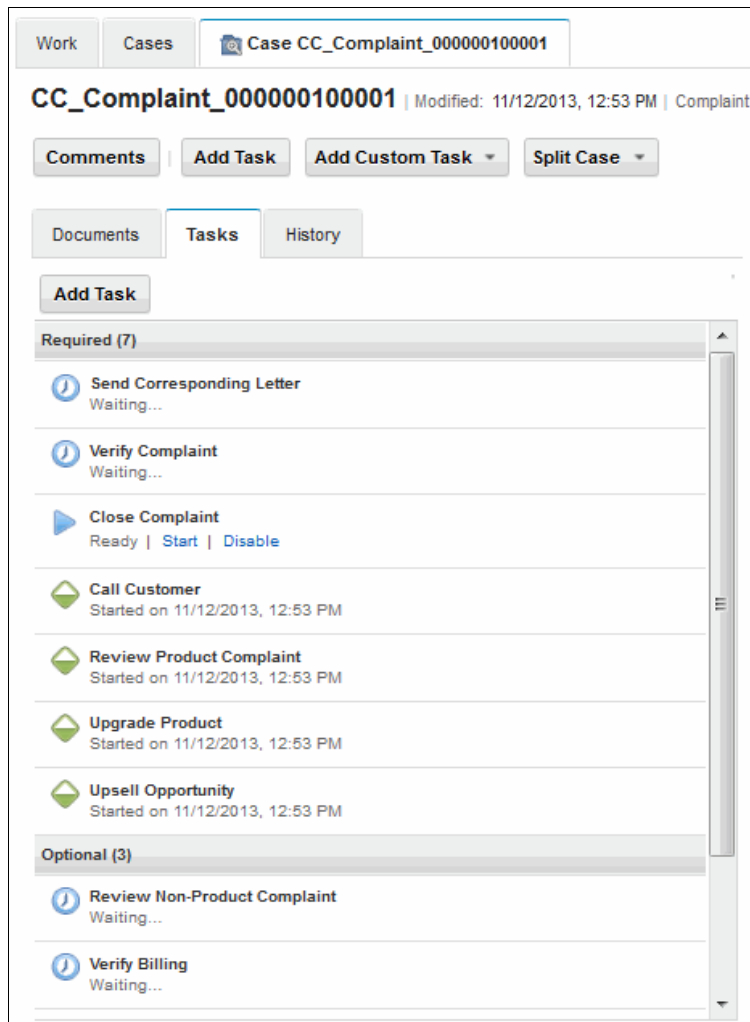 Work Cases Case CC_Complaint_000000100001
CC_Complaint_000000100001 | Modified: 11/12/2013, 12:53 PM | Complaint
Comments | Add Task Add Custom Task Split Case
Documents Tasks History
Add Task
Required (7)
Send Corresponding Letter
Waiting...
Verify Complaint
Waiting...
Close Complaint
Ready | Start | Disable
Call Customer
Started on 11/12/2013, 12:53 PM
Review Product Complaint
Started on 11/12/2013, 12:53 PM
Upgrade Product
Started on 11/12/2013, 12:53 PM
Upsell Opportunity
Started on 11/12/2013, 12:53 PM
Optional (3)
Review Non-Product Complaint
Waiting...
Verify Billing
Waiting...